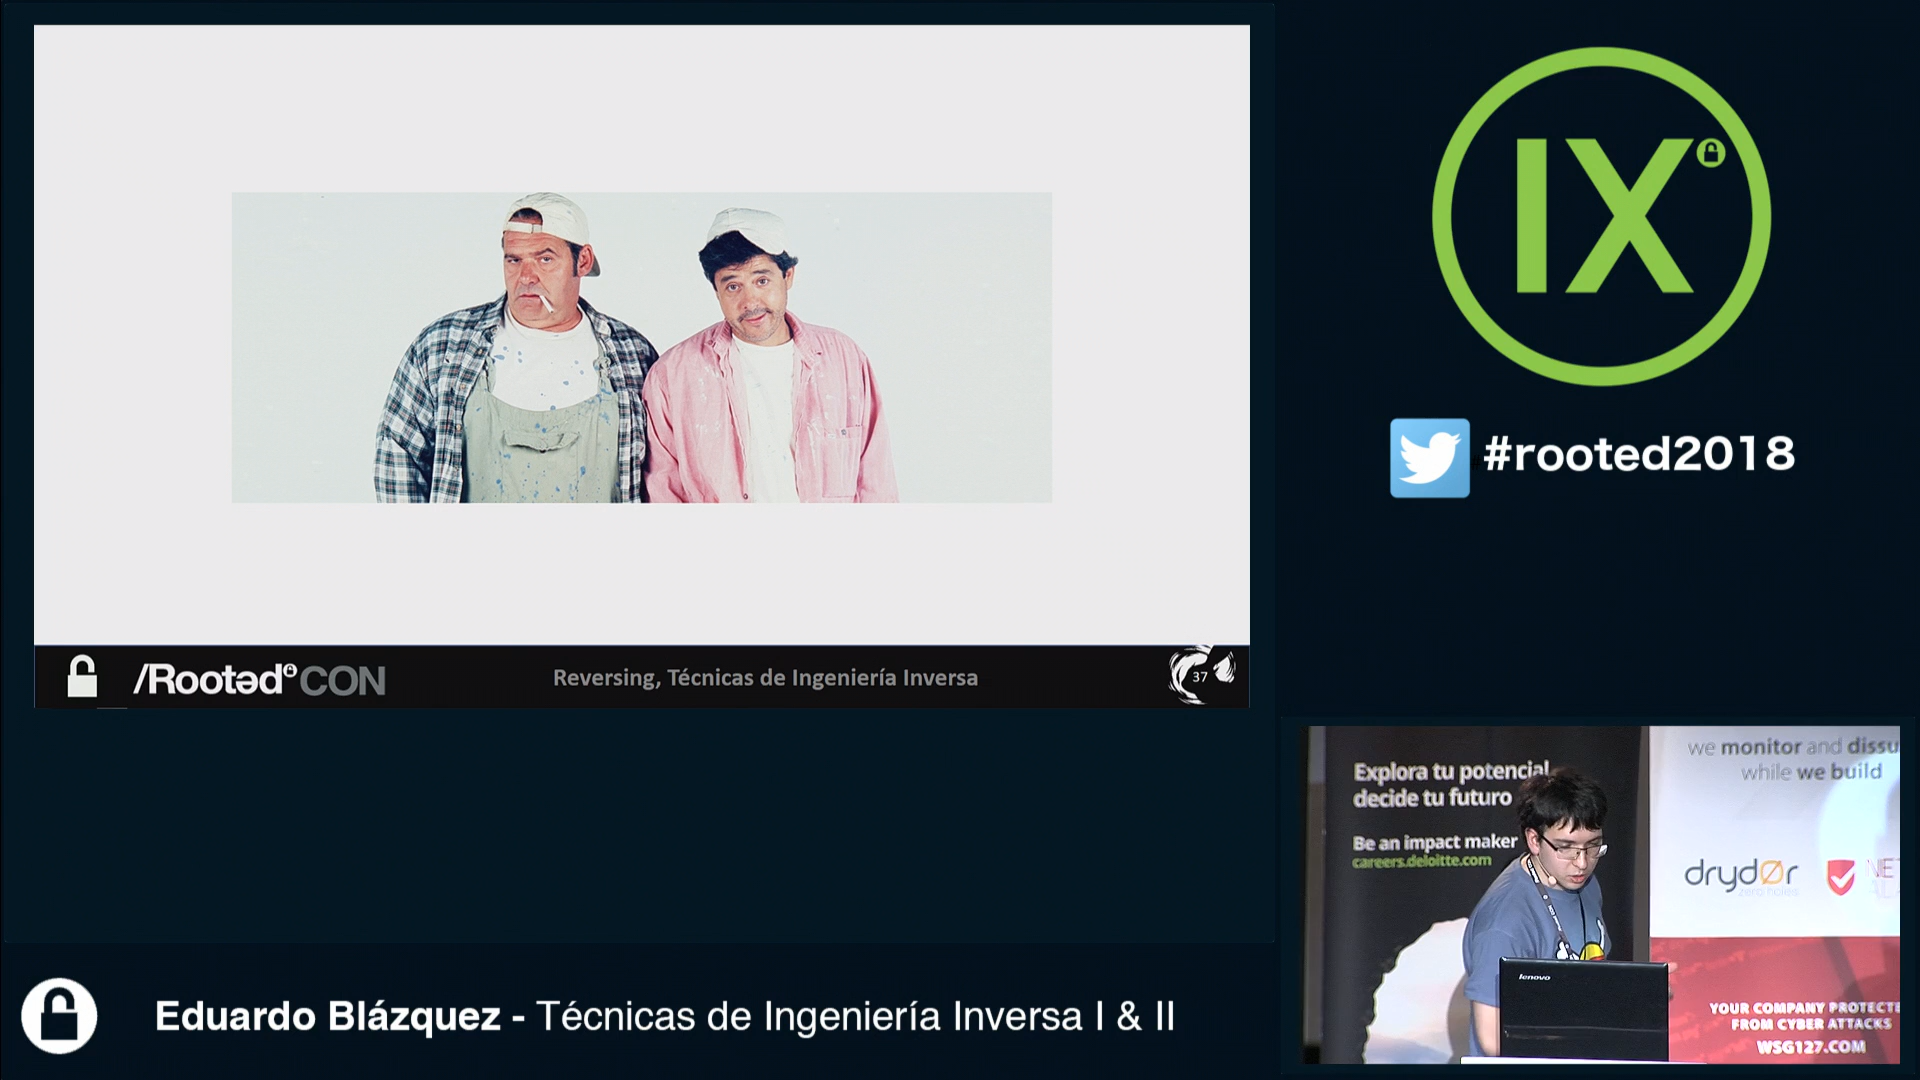 /Rootəd CON
Reversing, Técnicas de Ingeniería Inversa
37
IX
#rooted2018
Explora tu potencial
decide tu futuro
Be an impact maker
careers.deloitte.com
we monitor and dissu
while we build
drydØr
NE
YOUR COMPANY PROTECTE
FROM CYBER ATTACKS
WSG127.COM
lenovo
Eduardo Blázquez - Técnicas de Ingeniería Inversa I & II